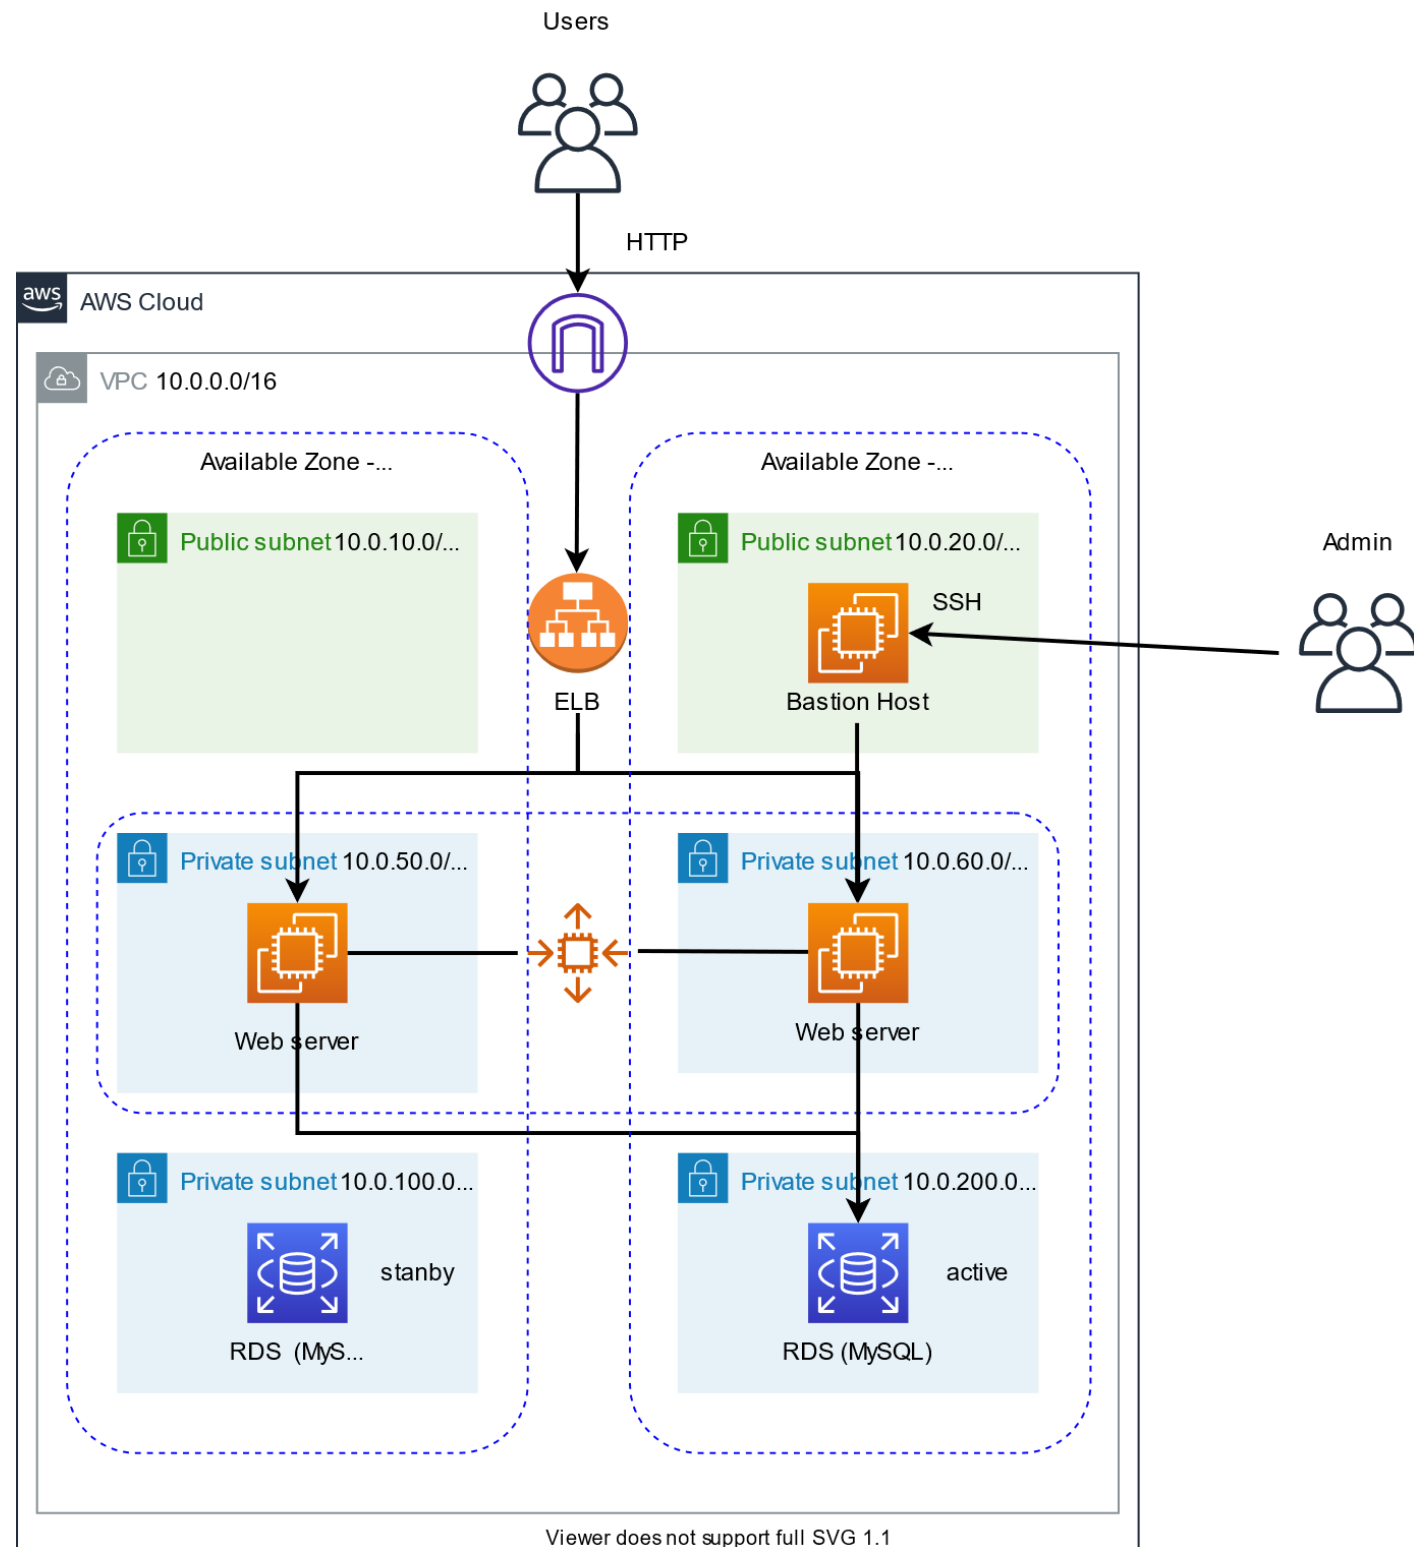 Users
HTTP
aws
AWS Cloud
VPC 10.0.0.0/16
Available Zone -...
Available Zone -...
Public subnet 10.0.10.0/...
Public subnet 10.0.20.0/...
Admin
SSH
ELB
Bastion Host
Private subnet 10.0.50.0/...
Private subnet 10.0.60.0/...
Web server
Web server
Private subnet 10.0.100.0...
Private subnet 10.0.200.0...
stanby
active
RDS (MyS...
RDS (MySQL)
Viewer does not support full SVG 1.1